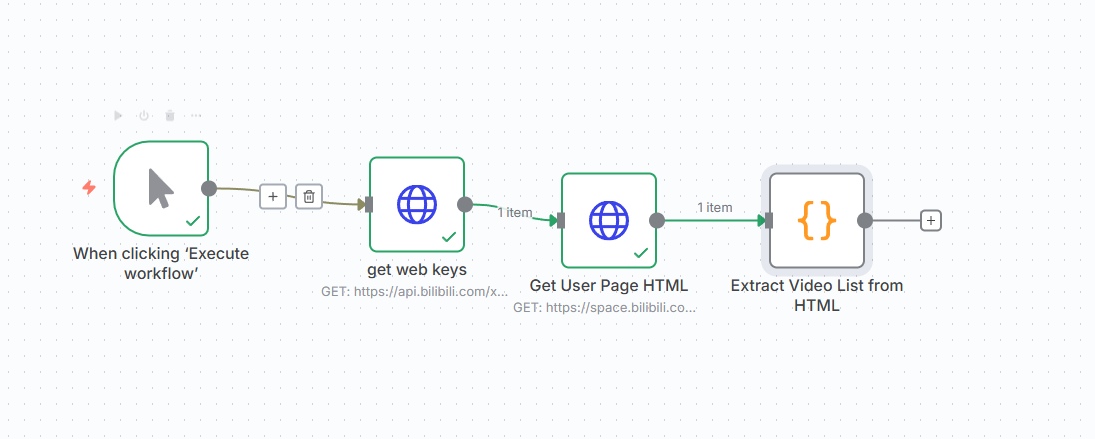 When clicking ‘Execute
workflow’
get web keys
GET: https://api.bilibili.com/x...
1 item
Get User Page HTML
GET: https://space.bilibili.co...
1 item
Extract Video List from
HTML